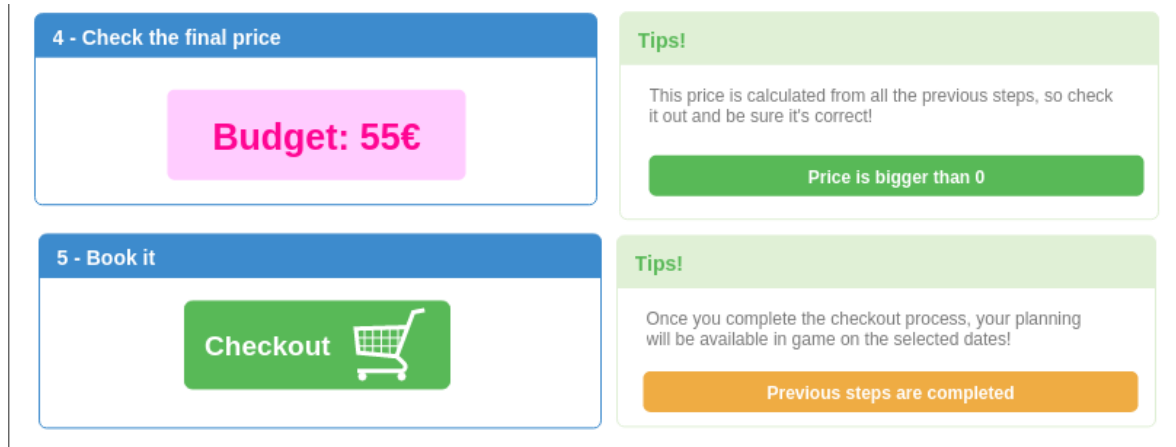 4 - Check the final price
Budget: 55€
Tips!
This price is calculated from all the previous steps, so check
it out and be sure it's correct!
Price is bigger than 0
5 - Book it
Checkout
Tips!
Once you complete the checkout process, your planning
will be available in game on the selected dates!
Previous steps are completed